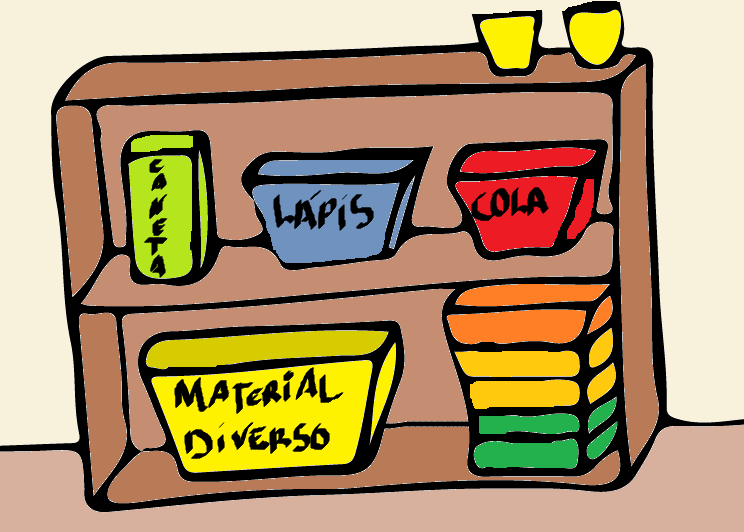 CANETA
LÁPIS
COLA
MATERIAL
DIVERSO